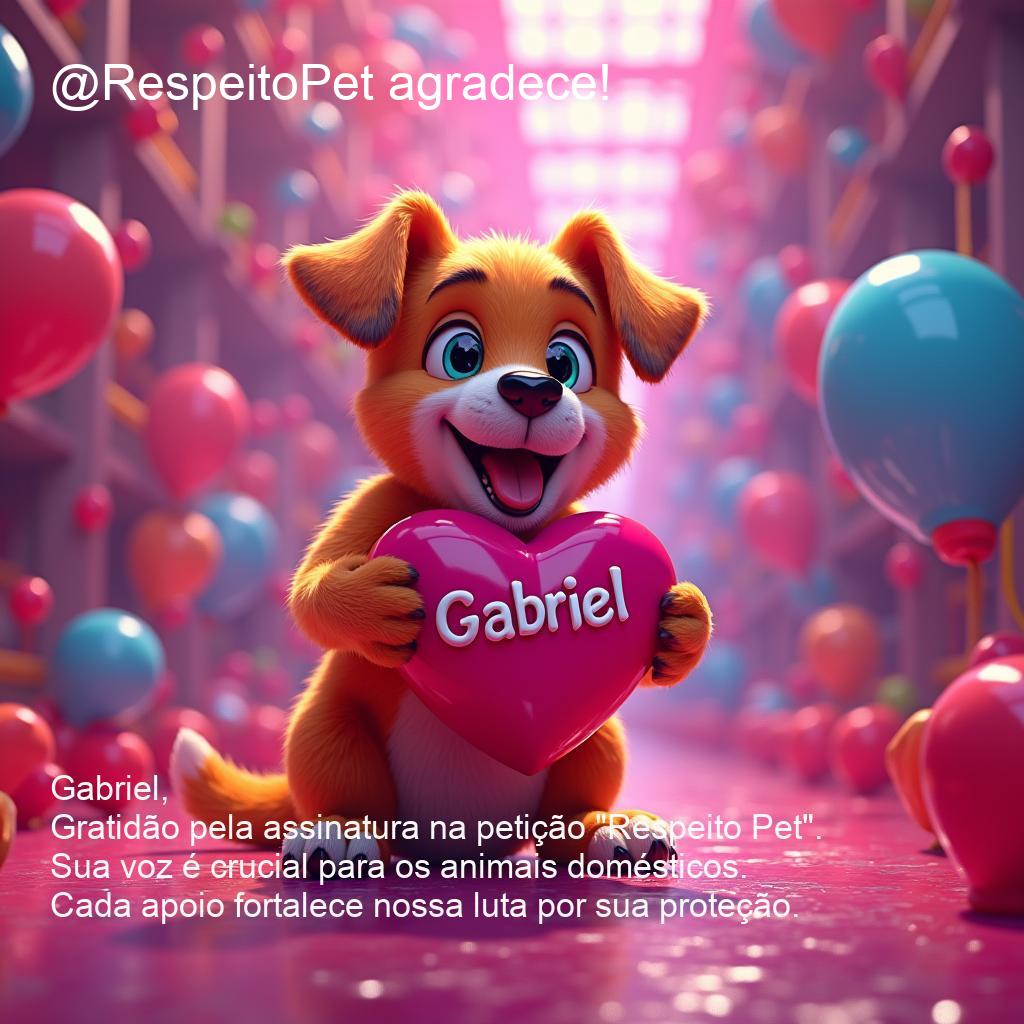 @RespeitoPet agradece!
Gabriel
Gabriel,
Gratidão pela assinatura na petição "Respeito Pet".
Sua voz é crucial para os animais domésticos.
Cada apoio fortalece nossa luta por sua proteção.